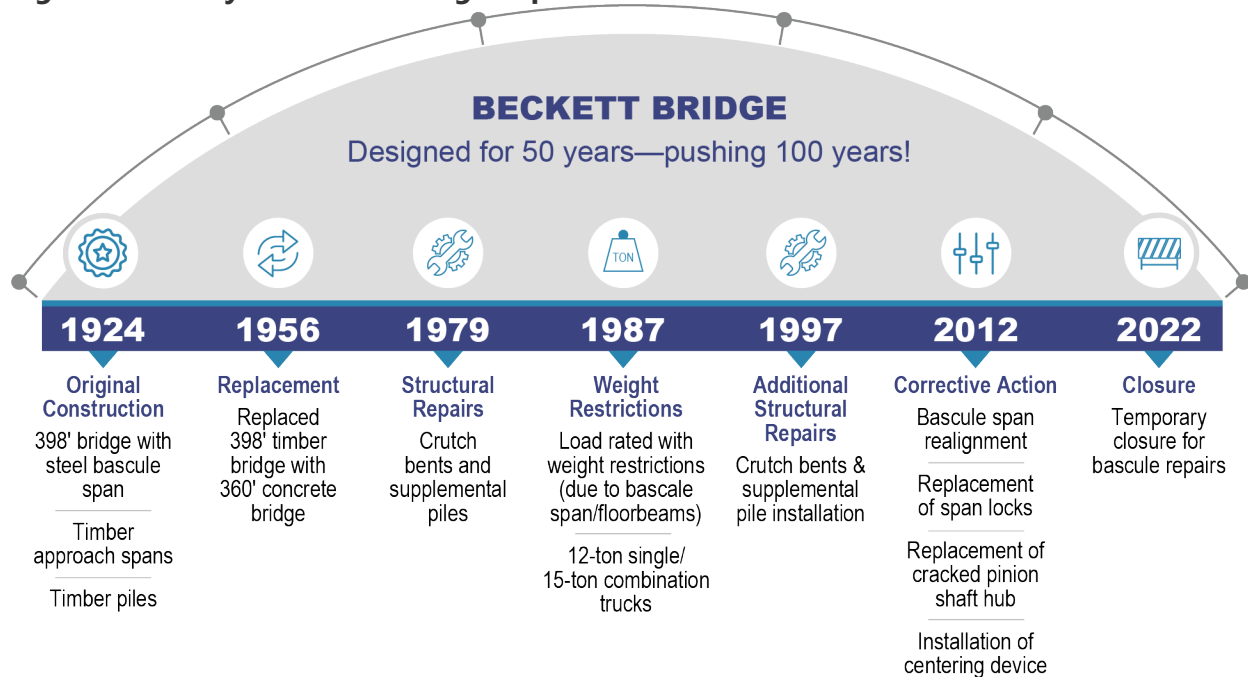 BECKETT BRIDGE
Designed for 50 years—pushing 100 years!
TON
1924
Original
Construction
398' bridge with
steel bascule
span
Timber
approach spans
Timber piles
1956
Replacement
Replaced
398' timber
bridge with
360' concrete
bridge
1979
Structural
Repairs
Crutch
bents and
supplemental
piles
1987
Weight
Restrictions
Load rated with
weight restrictions
(due to bascale
span/floorbeams)
12-ton single/
15-ton combination
trucks
1997
Additional
Structural
Repairs
Crutch bents &
supplemental
pile installation
2012
Corrective Action
Bascule span
realignment
Replacement
of span locks
Replacement of
cracked pinion
shaft hub
Installation of
centering device
2022
Closure
Temporary
closure for
bascule repairs